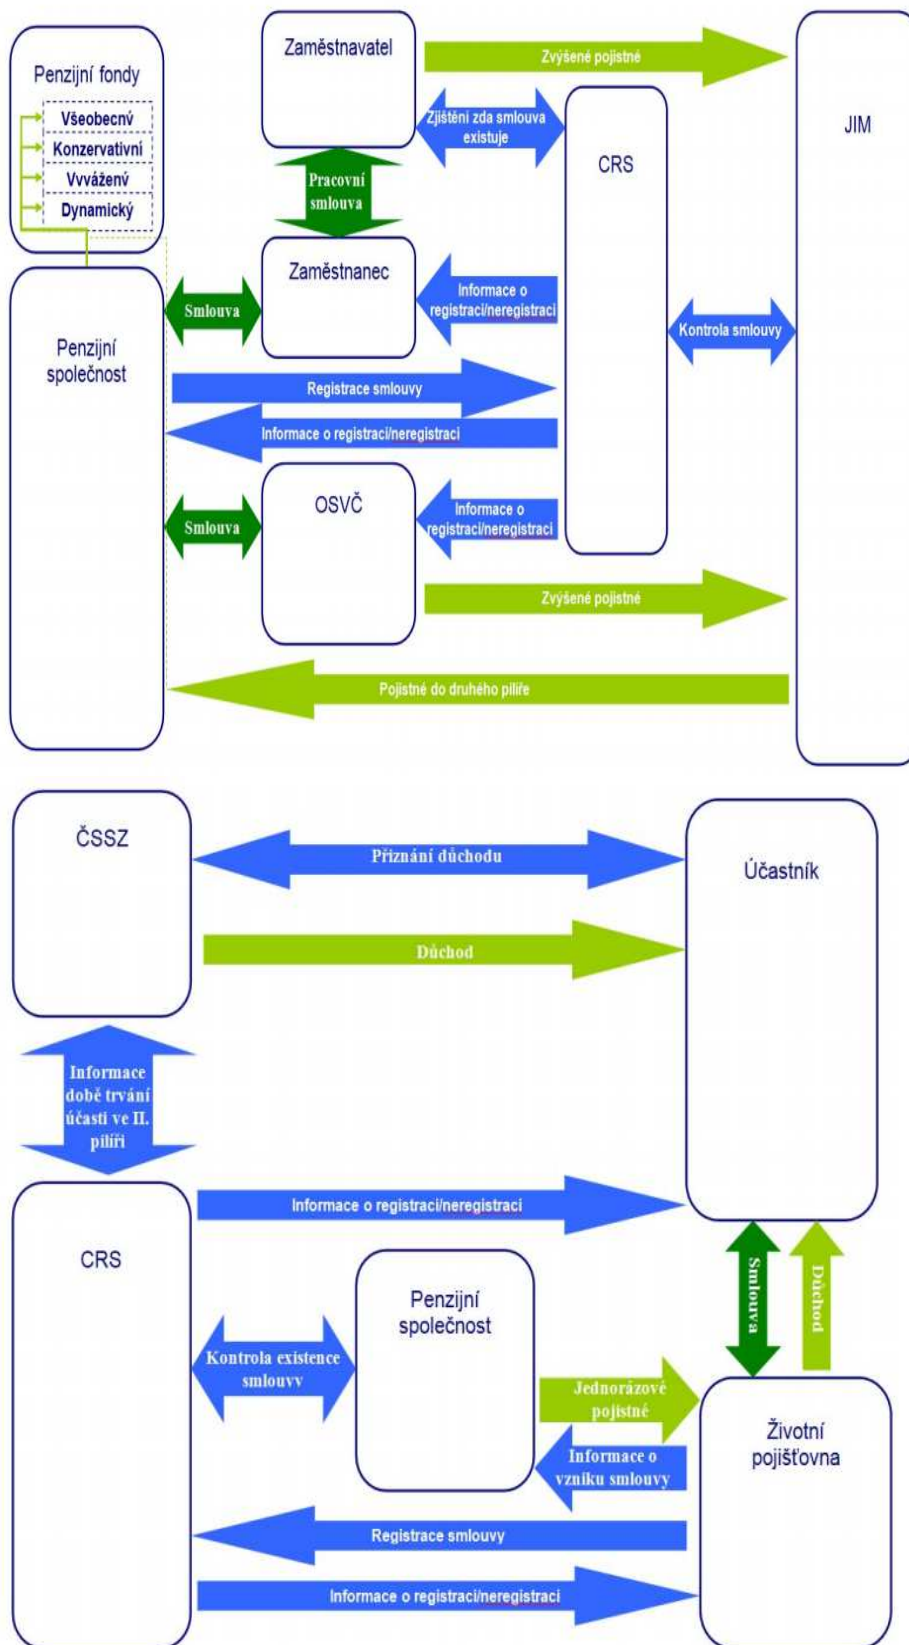 Penzijní fondy
Všeobecný
Konzervativní
Vvvážený
Dynamický
Zaměstnavatel
Zvýšené pojistné
JIM
Zjištění zda smlouva
existuje
CRS
Pracovní
smlouva
Zaměstnanec
Informace o
registraci/neregistraci
Smlouva
Kontrola smlouvy
Penzijní
společnost
Registrace smlouvy
Informace o registraci/neregistraci
OSVČ
Informace o
registraci/neregistraci
Smlouva
Zvýšené pojistné
Pojistné do druhého pilíře
ČSSZ
Přiznání důchodu
Účastník
Důchod
Informace
době trvání
účasti ve II.
pilíři
Informace o registraci/neregistraci
CRS
Penzijní
společnost
Smlouva
Důchod
Kontrola existence
smlouvv
Jednorázové
pojistné
Životní
pojišťovna
Informace o
vzniku smlouvy
Registrace smlouvy
Informace o registraci/neregistraci